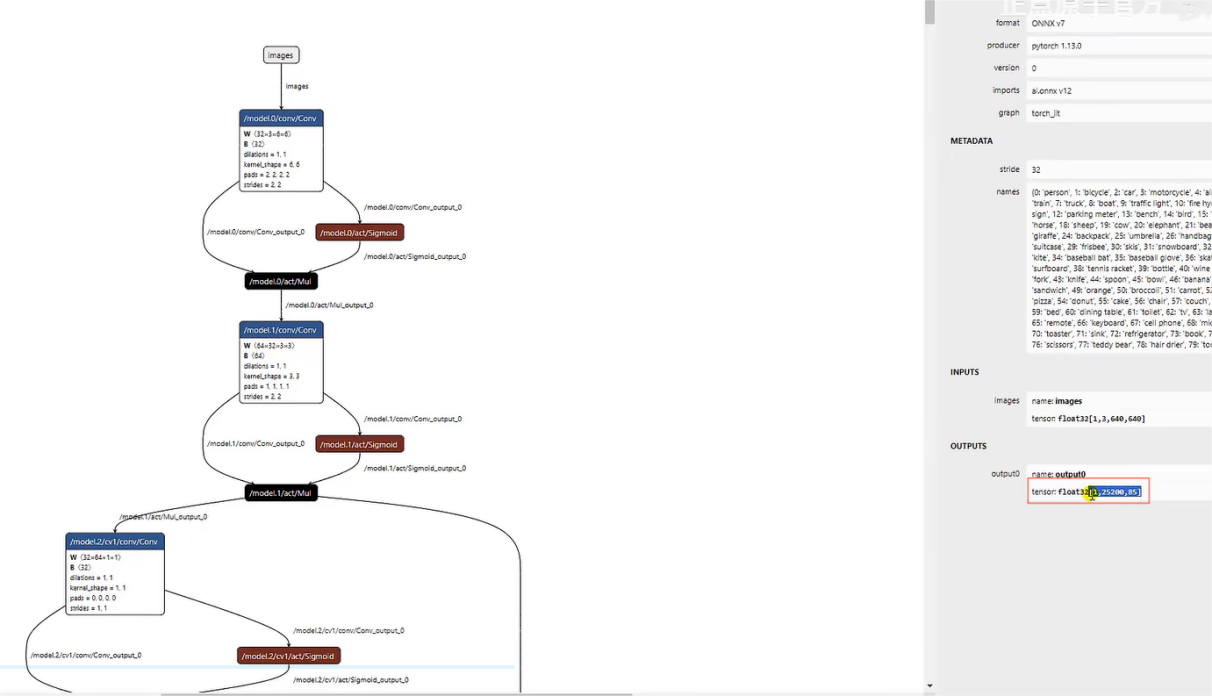 正点原子官方
images
images
/model.0/conv/Conv
W ⟨32×3×6×6⟩
B ⟨32⟩
dilations = 1, 1
kernel_shape = 6, 6
pads = 2, 2, 2, 2
strides = 2, 2
/model.0/conv/Conv_output_0
/model.0/conv/Conv_output_0
/model.0/act/Sigmoid
/model.0/act/Sigmoid_output_0
/model.0/act/Mul
/model.0/act/Mul_output_0
/model.1/conv/Conv
W ⟨64×32×3×3⟩
B ⟨64⟩
dilations = 1, 1
kernel_shape = 3, 3
pads = 1, 1, 1, 1
strides = 2, 2
/model.1/conv/Conv_output_0
/model.1/conv/Conv_output_0
/model.1/act/Sigmoid
/model.1/act/Sigmoid_output_0
/model.1/act/Mul
/model.1/act/Mul_output_0
/model.2/cv1/conv/Conv
W ⟨32×64×1×1⟩
B ⟨32⟩
dilations = 1, 1
kernel_shape = 1, 1
pads = 0, 0, 0, 0
strides = 1, 1
/model.2/cv1/conv/Conv_output_0
/model.2/cv1/conv/Conv_output_0
/model.2/cv1/act/Sigmoid
/model.2/cv1/act/Sigmoid_output_0
format ONNX v7
producer pytorch 1.13.0
version 0
imports ai.onnx v12
graph torch_jit
METADATA
stride 32
names {0: 'person', 1: 'bicycle', 2: 'car', 3: 'motorcycle', 4:
'train', 7: 'truck', 8: 'boat', 9: 'traffic light', 10: 'fire
sign', 12: 'parking meter', 13: 'bench', 14: 'bird', 15: '
'horse', 18: 'sheep', 19: 'cow', 20: 'elephant', 21:
'giraffe', 24: 'backpack', 25: 'umbrella', 26: 'handbag
'suitcase', 29: 'frisbee', 30: 'skis', 31: 'snowboard', 32
'kite', 34: 'baseball bat', 35: 'baseball glove', 36:
'surfboard', 38: 'tennis racket', 39: 'bottle', 40: 'wine
'fork', 43: 'knife', 44: 'spoon', 45: 'bowl', 46: 'banana'
'sandwich', 49: 'orange', 50: 'broccoli', 51: 'carrot',
'pizza', 54: 'donut', 55: 'cake', 56: 'chair', 57: 'couch',
59: 'bed', 60: 'dining table', 61: 'toilet', 62: 'tv', 63:
65: 'remote', 66: 'keyboard', 67: 'cell phone', 68:
70: 'toaster', 71: 'sink', 72: 'refrigerator', 73: 'book',
76: 'scissors', 77: 'teddy bear', 78: 'hair drier', 79:
INPUTS
images name: images
tensor: float32[1,3,640,640]
OUTPUTS
output0 name: output0
tensor: float32[1,25200,85]